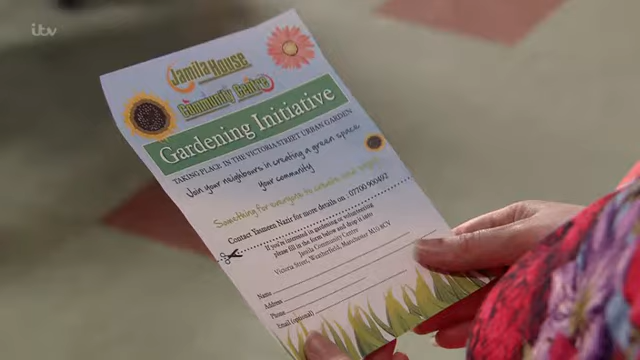 itv
Jamila House
Community Centre
Gardening Initiative
TAKING PLACE IN THE VICTORIA STREET URBAN GARDEN
Join your neighbours in creating a green space
Your community
Something for everyone to create and enjoy
Contact Yasmeen Nazir for more details on : 07700 900492
If you're interested in gardening or volunteering
please fill in the form below and drop it into
Jamila Community Centre
Victoria Street, Weatherfield, Manchester M10 9CV
Name
Address
Phone
Email (optional)